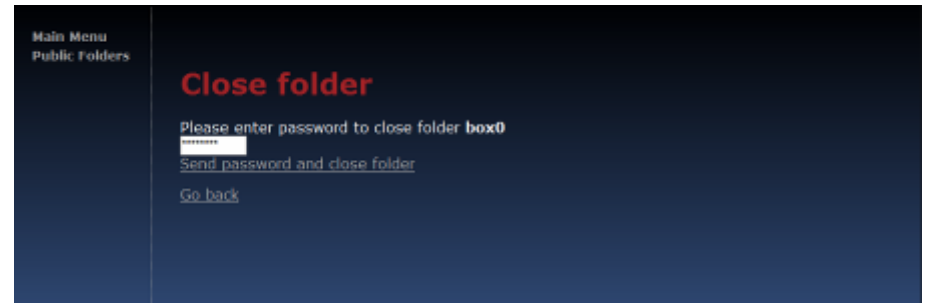 Main Menu
Public Folders
Close folder
Please enter password to close folder box0
********
Send password and close folder
Go back